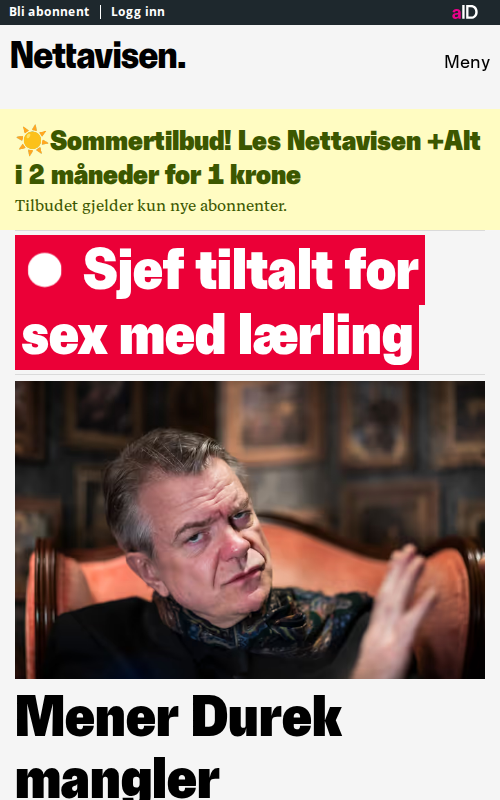 Bli abonnent
Logg inn
aID
Nettavisen.
Meny
☀️Sommertilbud! Les Nettavisen +Alt
i 2 måneder for 1 krone
Tilbudet gjelder kun nye abonnenter.
Sjef tiltalt for
sex med lærling
Mener Durek
mangler